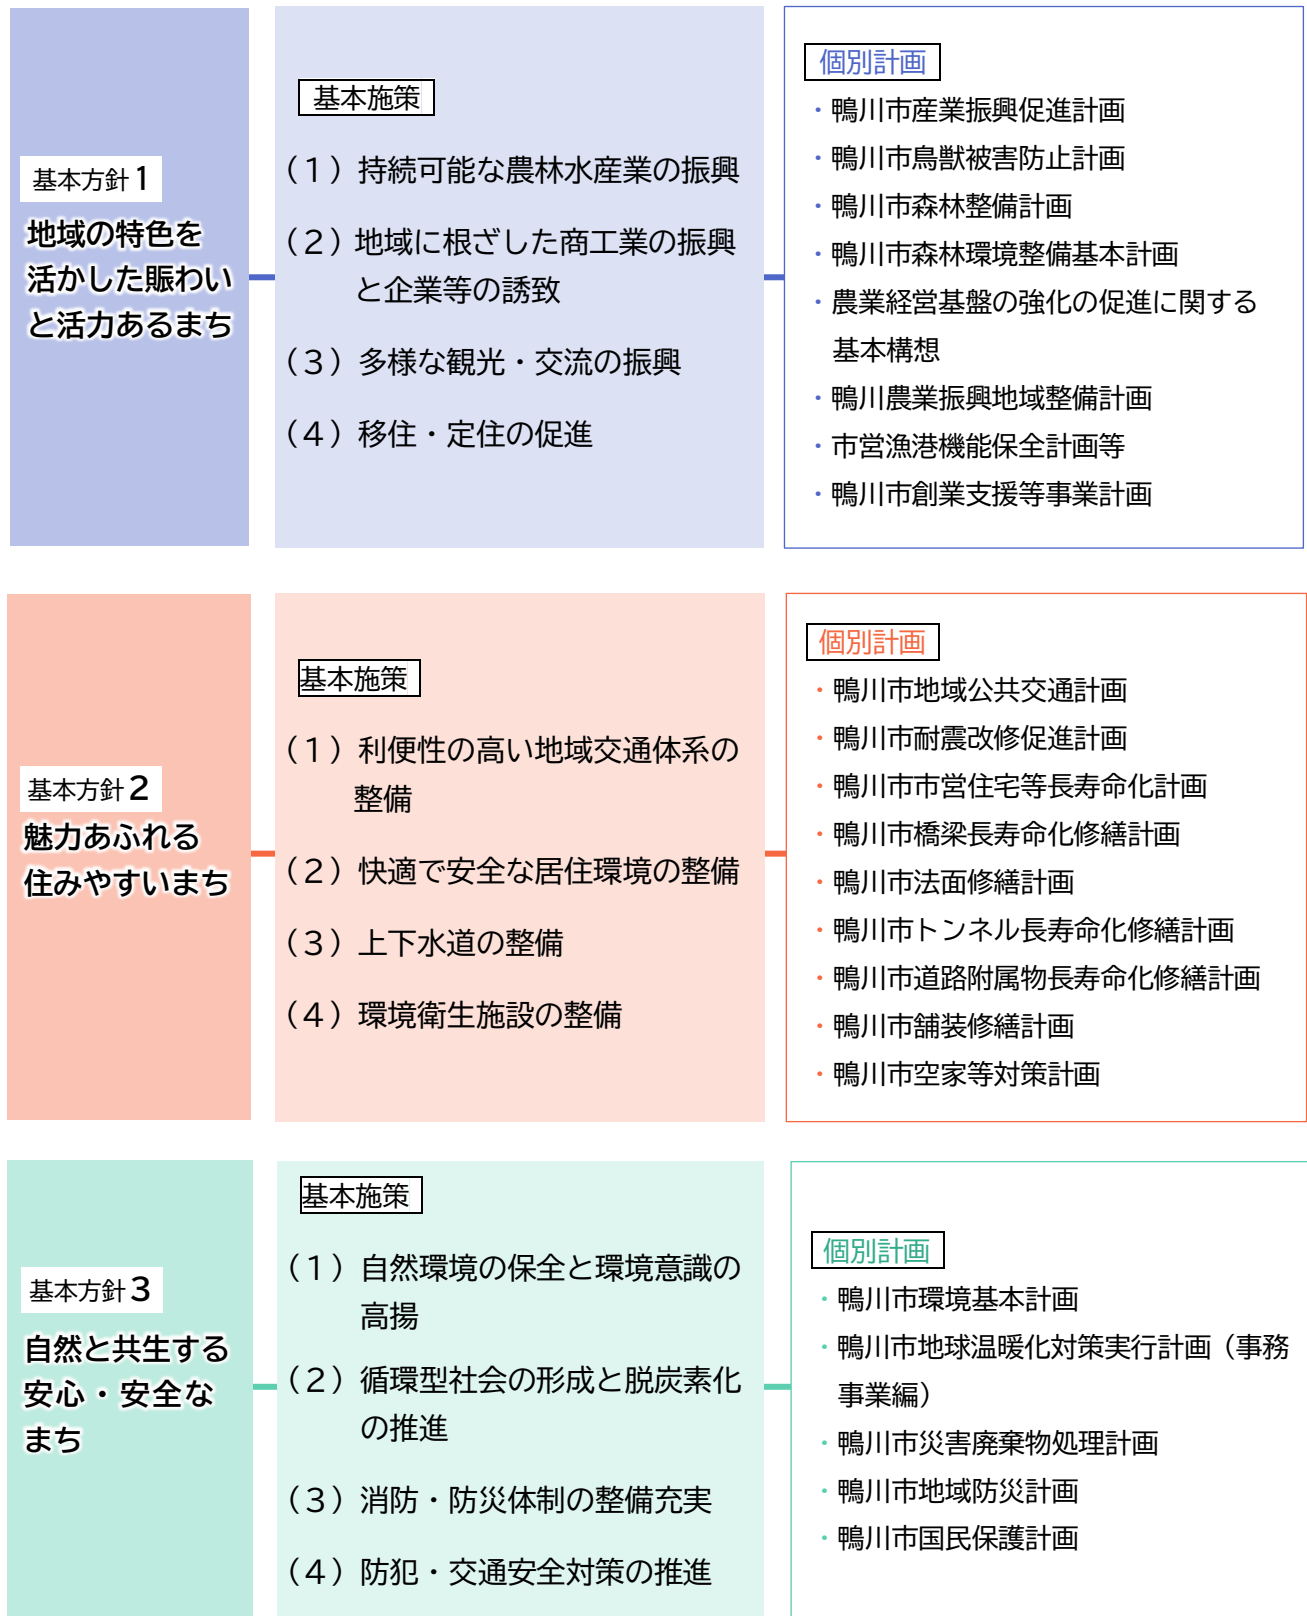 基本方針1
地域の特色を
活かした賑わい
と活力あるまち
基本施策
（１）持続可能な農林水産業の振興
（２）地域に根ざした商工業の振興
と企業等の誘致
（３）多様な観光・交流の振興
（４）移住・定住の促進
個別計画
・鴨川市産業振興促進計画
・鴨川市鳥獣被害防止計画
・鴨川市森林整備計画
・鴨川市森林環境整備基本計画
・農業経営基盤の強化の促進に関する
基本構想
・鴨川農業振興地域整備計画
・市営漁港機能保全計画等
・鴨川市創業支援等事業計画
基本方針2
魅力あふれる
住みやすいまち
基本施策
（１）利便性の高い地域交通体系の
整備
（２）快適で安全な居住環境の整備
（３）上下水道の整備
（４）環境衛生施設の整備
個別計画
・鴨川市地域公共交通計画
・鴨川市耐震改修促進計画
・鴨川市市営住宅等長寿命化計画
・鴨川市橋梁長寿命化修繕計画
・鴨川市法面修繕計画
・鴨川市トンネル長寿命化修繕計画
・鴨川市道路附属物長寿命化修繕計画
・鴨川市舗装修繕計画
・鴨川市空家等対策計画
基本方針3
自然と共生する
安心・安全な
まち
基本施策
（１）自然環境の保全と環境意識の
高揚
（２）循環型社会の形成と脱炭素化
の推進
（３）消防・防災体制の整備充実
（４）防犯・交通安全対策の推進
個別計画
・鴨川市環境基本計画
・鴨川市地球温暖化対策実行計画（事務
事業編）
・鴨川市災害廃棄物処理計画
・鴨川市地域防災計画
・鴨川市国民保護計画